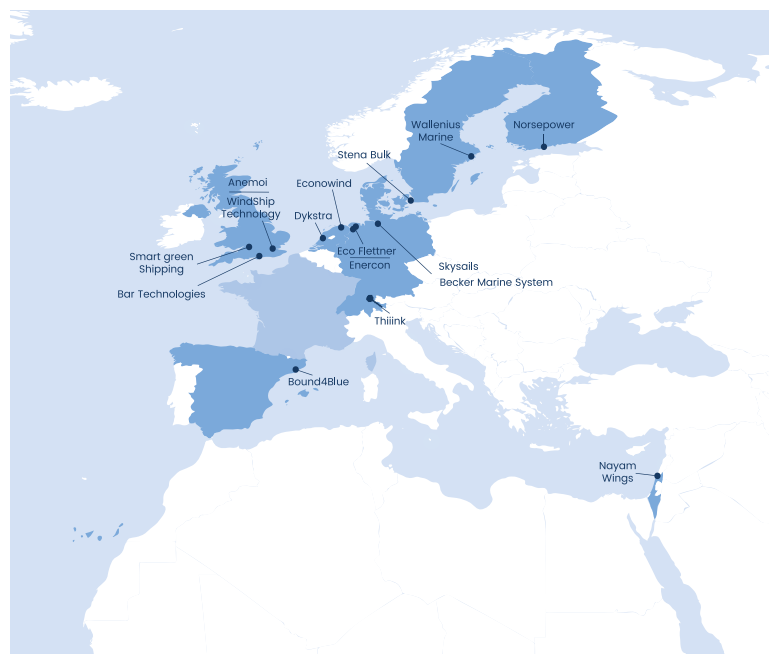 Wallenius
Marine
Norsepower
Stena Bulk
Anemoi
Econowind
WindShip
Technology
Dykstra
Eco Flettner
Enercon
Smart green
Shipping
Skysails
Becker Marine System
Bar Technologies
Thiiink
Bound4Blue
Nayam
Wings